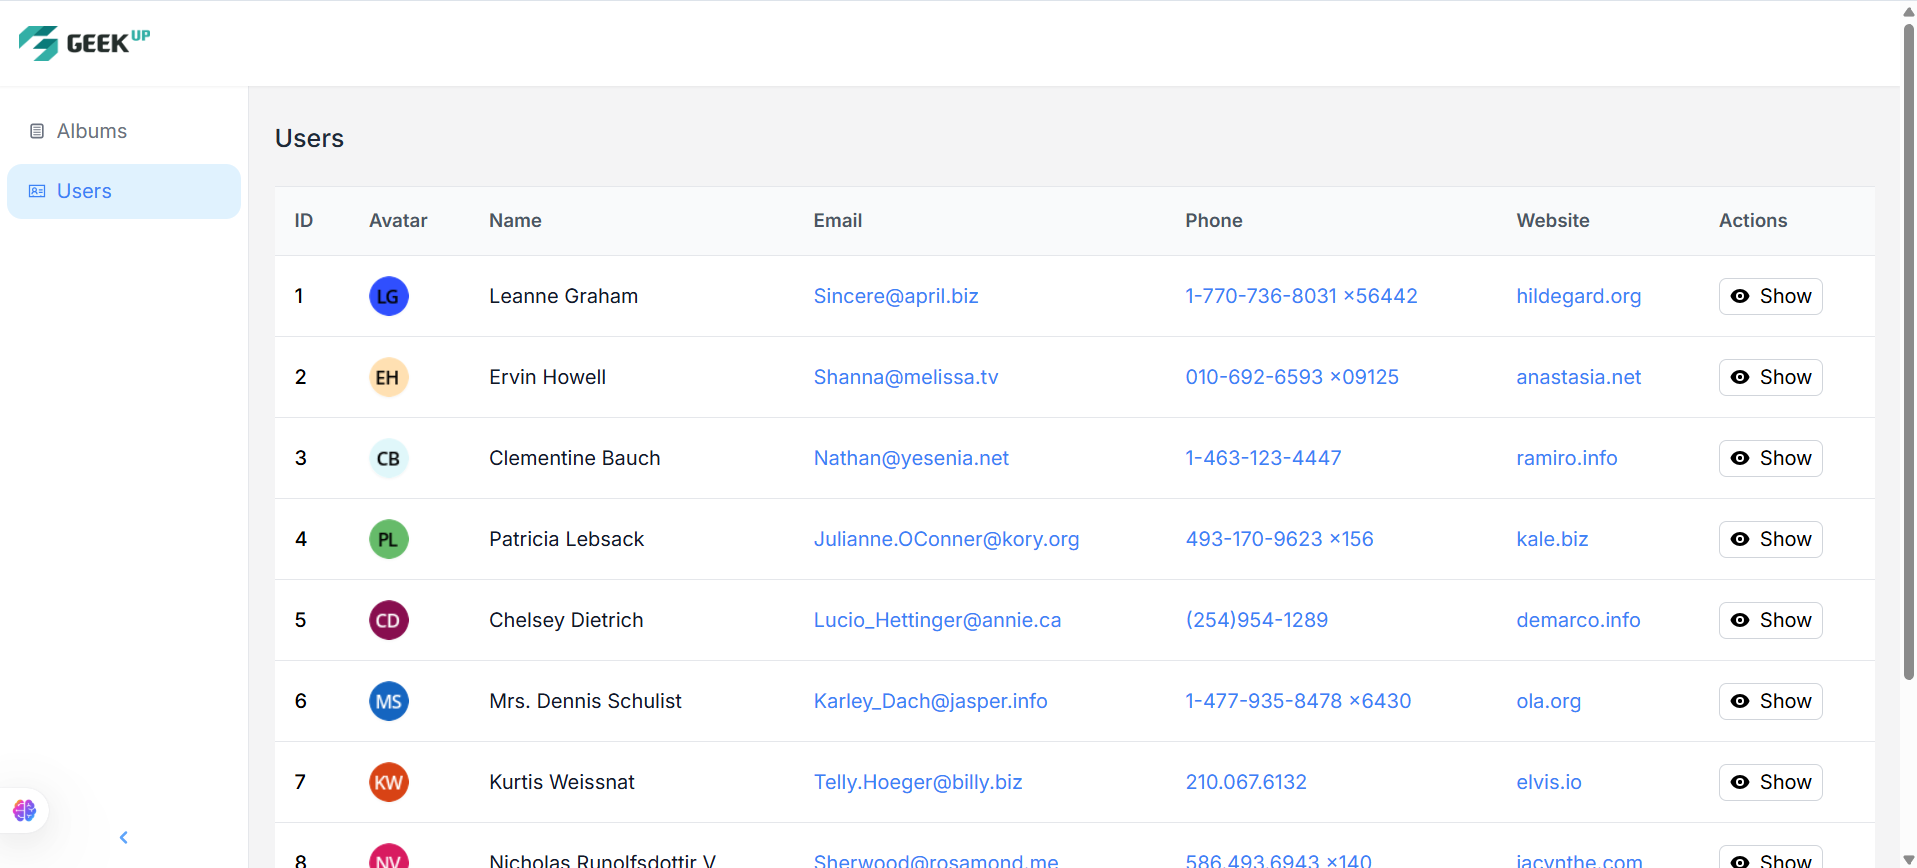 GEEK UP
Albums
Users
Users
ID Avatar Name Email Phone Website Actions
1 LG Leanne Graham Sincere@april.biz 1-770-736-8031 x56442 hildegard.org Show
2 EH Ervin Howell Shanna@melissa.tv 010-692-6593 x09125 anastasia.net Show
3 CB Clementine Bauch Nathan@yesenia.net 1-463-123-4447 ramiro.info Show
4 PL Patricia Lebsack Julianne.OConner@kory.org 493-170-9623 x156 kale.biz Show
5 CD Chelsey Dietrich Lucio_Hettinger@annie.ca (254)954-1289 demarco.info Show
6 MS Mrs. Dennis Schulist Karley_Dach@jasper.info 1-477-935-8478 x6430 ola.org Show
7 KW Kurtis Weissnat Telly.Hoeger@billy.biz 210.067.6132 elvis.io Show
8 NV Nicholas Runolfsdottir V Sherwood@rosamond.me 586.493.6943 x140 jacynthe.com Show